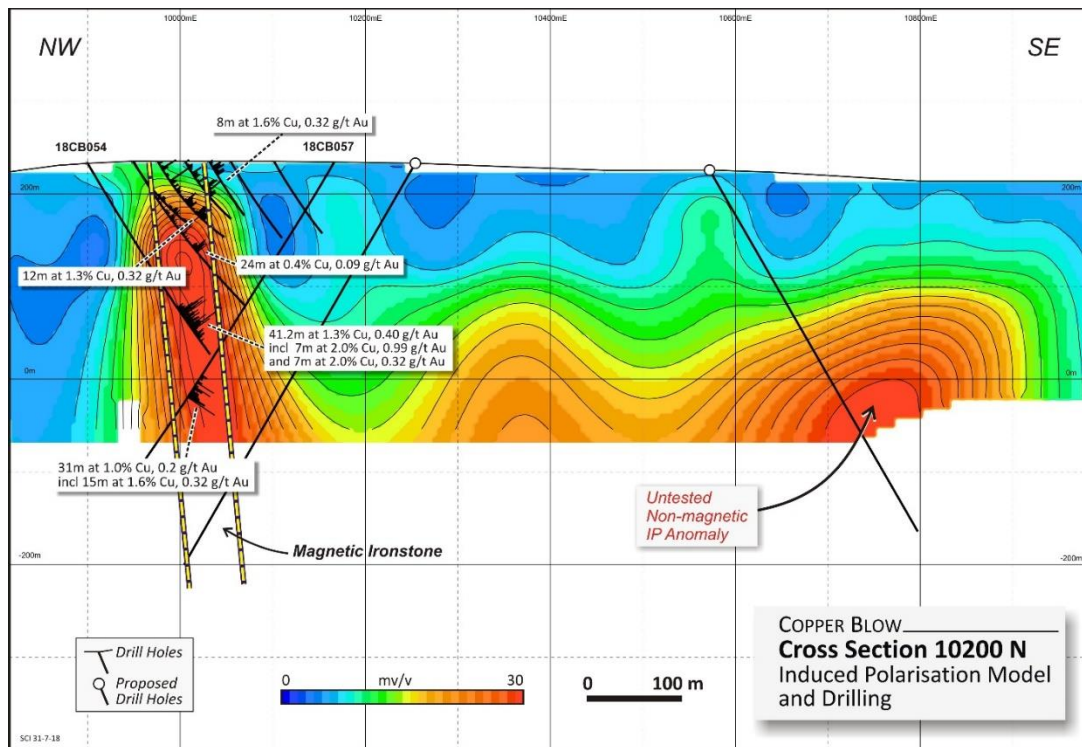 10000mE
10200mE
10400mE
10600mE
10800mE
NW
SE
8m at 1.6% Cu, 0.32 g/t Au
18CB054
18CB057
200m
200m
12m at 1.3% Cu, 0.32 g/t Au
24m at 0.4% Cu, 0.09 g/t Au
41.2m at 1.3% Cu, 0.40 g/t Au
incl 7m at 2.0% Cu, 0.99 g/t Au
and 7m at 2.0% Cu, 0.32 g/t Au
0m
0m
31m at 1.0% Cu, 0.2 g/t Au
incl 15m at 1.6% Cu, 0.32 g/t Au
Untested
Non-magnetic
IP Anomaly
Magnetic Ironstone
-200m
-200m
Drill Holes
Proposed
Drill Holes
0 mv/v 30
0 100 m
COPPER BLOW
Cross Section 10200 N
Induced Polarisation Model
and Drilling
SCI 31-7-18